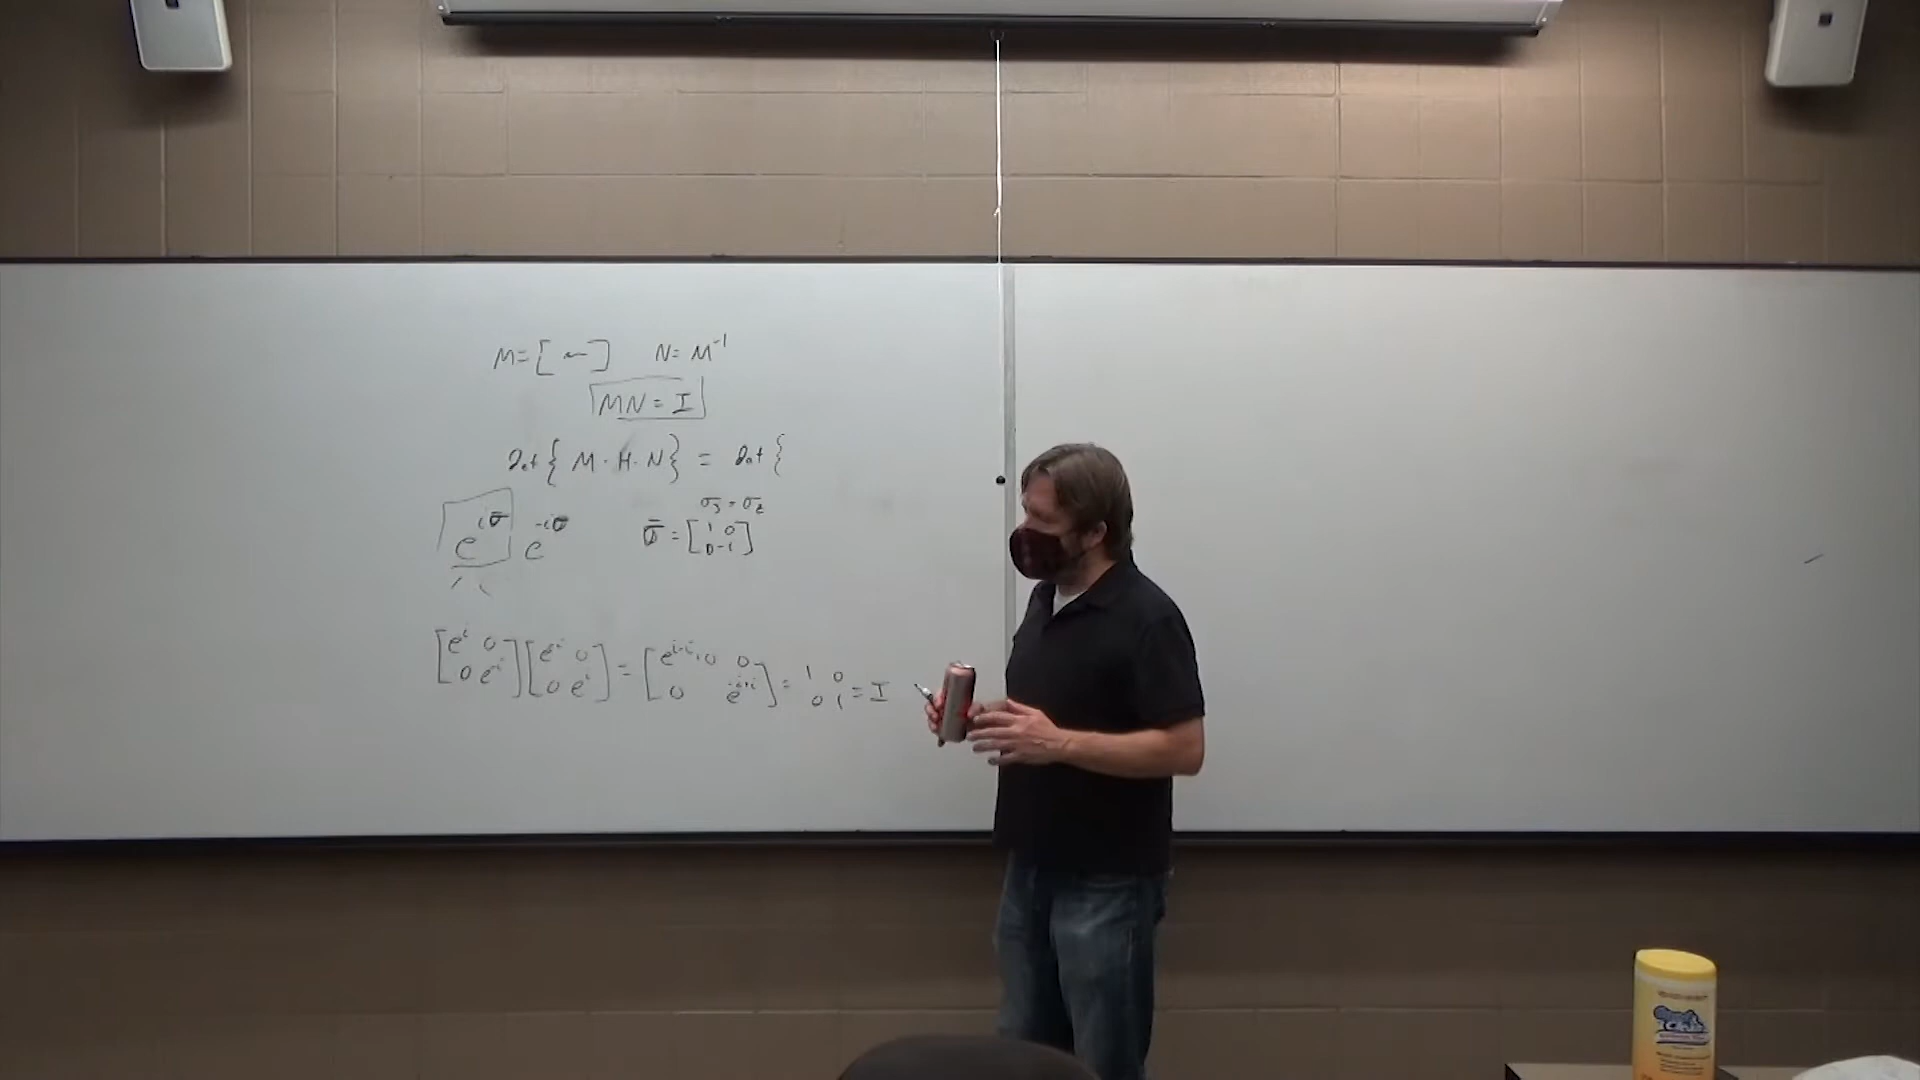 M = [ ~ ] N = M⁻¹
MN = I
Det { M · H · N } = Det {
σ₃ = σ_z
e^{iσ̄} e^{-iσ̄} σ̄ = [ 1 0
0 -1 ]
[ e^i 0 ] [ e^{-i} 0 ] = [ e^{i-i}+0 0 ] = 1 0
[ 0 e^{-i} ] [ 0 e^i ] [ 0 e^{-i+i} ] 0 1 = I